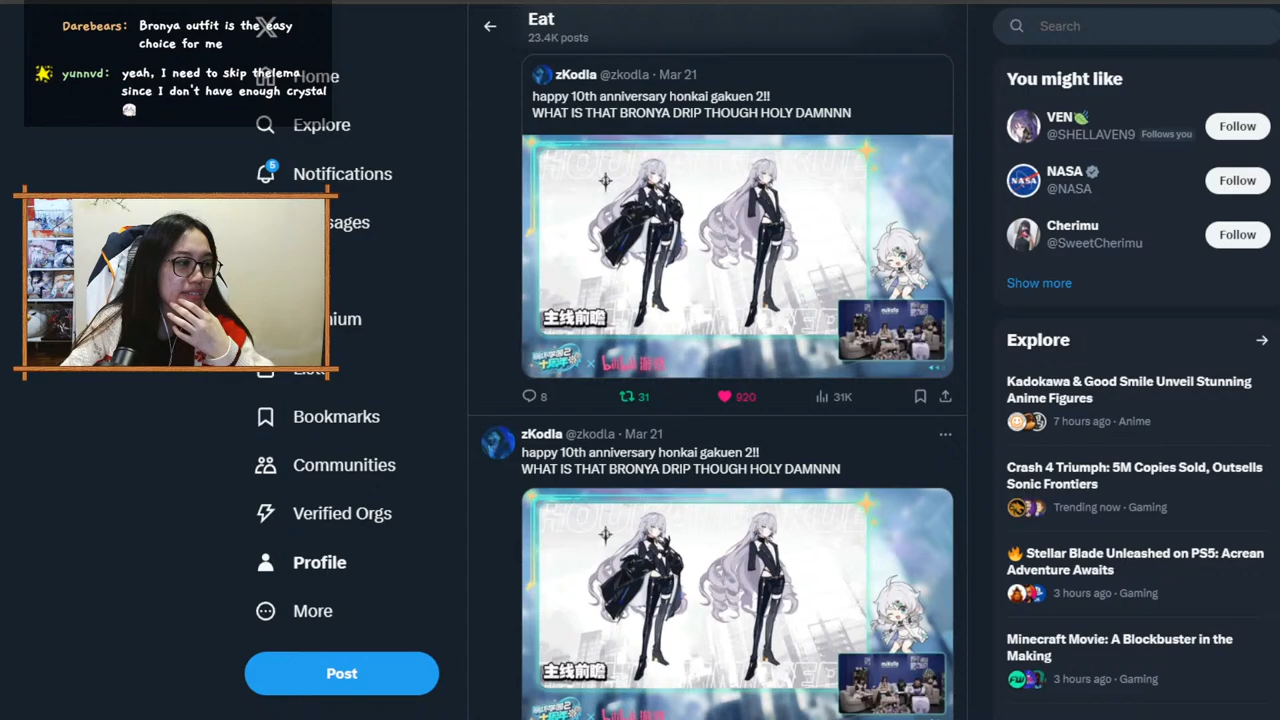 Darebears: Bronya outfit is the easy
choice for me
yunnvd: yeah, I need to skip thelema
since I don't have enough crystal
Home
Explore
Notifications
5
sages
ium
Lists
Bookmarks
Communities
Verified Orgs
Profile
More
Post
Eat
23.4K posts
zKodla @zkodla · Mar 21
happy 10th anniversary honkai gakuen 2!!
WHAT IS THAT BRONYA DRIP THOUGH HOLY DAMNNN
主线前瞻
8
31
920
31K
zKodla @zkodla · Mar 21
happy 10th anniversary honkai gakuen 2!!
WHAT IS THAT BRONYA DRIP THOUGH HOLY DAMNNN
主线前瞻
Search
You might like
VEN
@SHELLAVEN9 Follows you
Follow
NASA
@NASA
Follow
Cherimu
@SweetCherimu
Follow
Show more
Explore
Kadokawa & Good Smile Unveil Stunning
Anime Figures
7 hours ago · Anime
Crash 4 Triumph: 5M Copies Sold, Outsells
Sonic Frontiers
Trending now · Gaming
🔥 Stellar Blade Unleashed on PS5: Acrean
Adventure Awaits
3 hours ago · Gaming
Minecraft Movie: A Blockbuster in the
Making
3 hours ago · Gaming